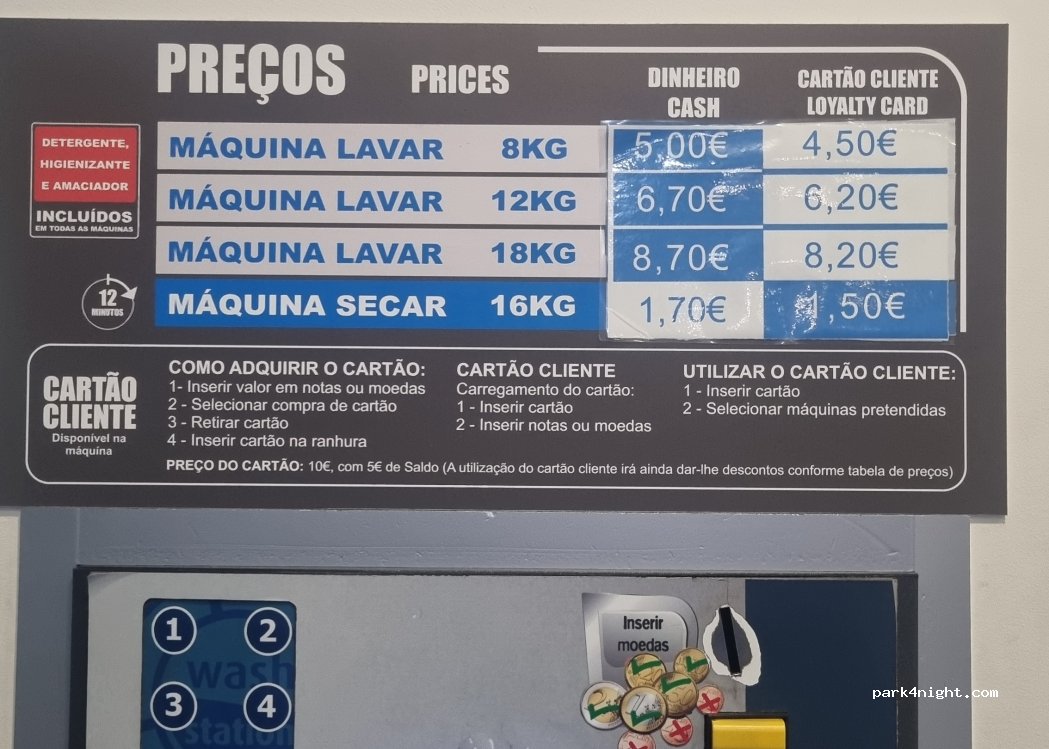 PREÇOS PRICES
DINHEIRO
CASH
CARTÃO CLIENTE
LOYALTY CARD
DETERGENTE,
HIGIENIZANTE
E AMACIADOR
INCLUÍDOS
EM TODAS AS MÁQUINAS
MÁQUINA LAVAR 8KG 5,00€ 4,50€
MÁQUINA LAVAR 12KG 6,70€ 6,20€
MÁQUINA LAVAR 18KG 8,70€ 8,20€
12
MINUTOS
MÁQUINA SECAR 16KG 1,70€ 1,50€
CARTÃO
CLIENTE
Disponível na
máquina
COMO ADQUIRIR O CARTÃO:
1- Inserir valor em notas ou moedas
2 - Selecionar compra de cartão
3 - Retirar cartão
4 - Inserir cartão na ranhura
CARTÃO CLIENTE
Carregamento do cartão:
1 - Inserir cartão
2 - Inserir notas ou moedas
UTILIZAR O CARTÃO CLIENTE:
1 - Inserir cartão
2 - Selecionar máquinas pretendidas
PREÇO DO CARTÃO: 10€, com 5€ de Saldo (A utilização do cartão cliente irá ainda dar-lhe descontos conforme tabela de preços)
1 2
wash
3 4
station
Inserir
moedas
park4night.com